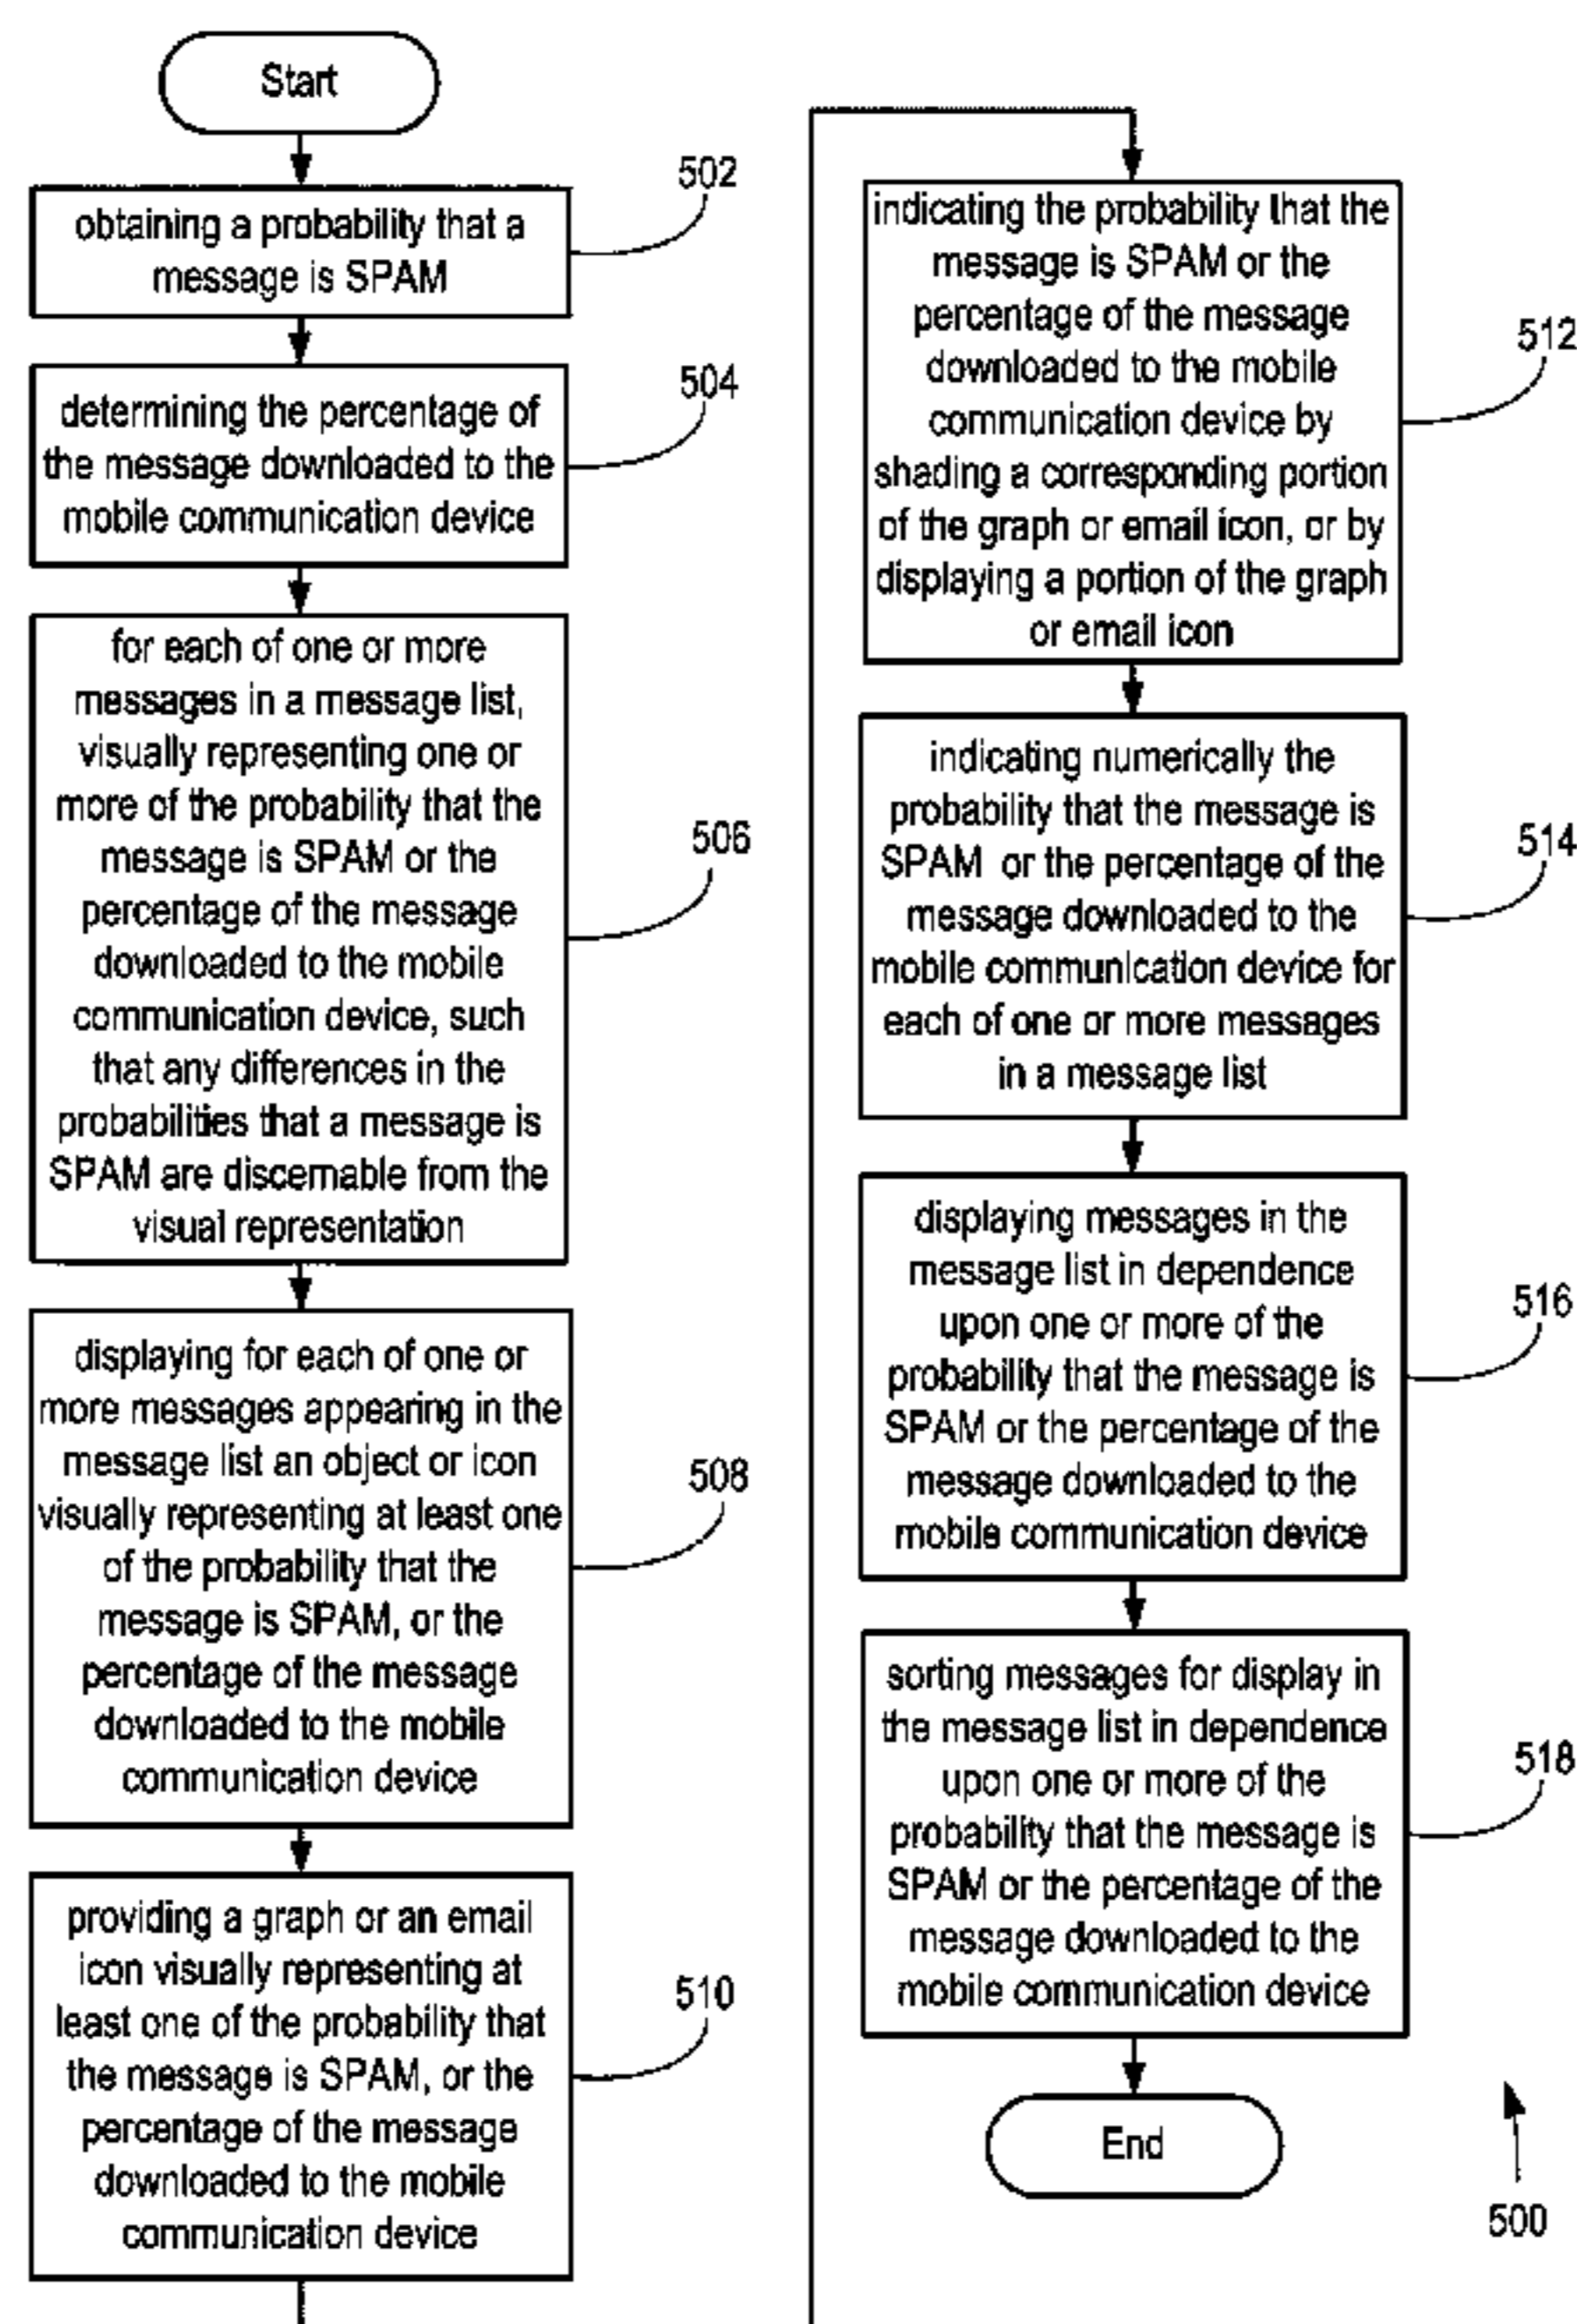 Start
obtaining a probability that a
message is SPAM
502
determining the percentage of
the message downloaded to the
mobile communication device
504
for each of one or more
messages in a message list,
visually representing one or
more of the probability that the
message is SPAM or the
percentage of the message
downloaded to the mobile
communication device, such
that any differences in the
probabilities that a message is
SPAM are discernable from the
visual representation
506
displaying for each of one or
more messages appearing in the
message list an object or icon
visually representing at least one
of the probability that the
message is SPAM, or the
percentage of the message
downloaded to the mobile
communication device
508
providing a graph or an email
icon visually representing at
least one of the probability that
the message is SPAM, or the
percentage of the message
downloaded to the mobile
communication device
510
indicating the probability that the
message is SPAM or the
percentage of the message
downloaded to the mobile
communication device by
shading a corresponding portion
of the graph or email icon, or by
displaying a portion of the graph
or email icon
512
indicating numerically the
probability that the message is
SPAM or the percentage of the
message downloaded to the
mobile communication device for
each of one or more messages
in a message list
514
displaying messages in the
message list in dependence
upon one or more of the
probability that the message is
SPAM or the percentage of the
message downloaded to the
mobile communication device
516
sorting messages for display in
the message list in dependence
upon one or more of the
probability that the message is
SPAM or the percentage of the
message downloaded to the
mobile communication device
518
End
500